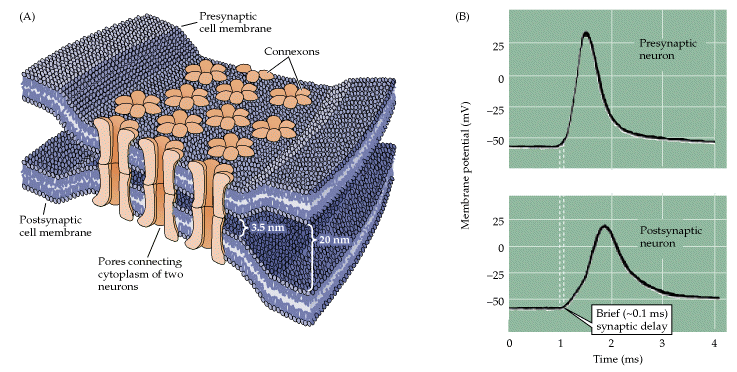 (A)
Presynaptic
cell membrane
Connexons
Postsynaptic
cell membrane
Pores connecting
cytoplasm of two
neurons
3.5 nm
20 nm
(B)
Membrane potential (mV)
25
0
−25
−50
Presynaptic
neuron
25
0
−25
−50
Postsynaptic
neuron
Brief (~0.1 ms)
synaptic delay
0
1
2
3
4
Time (ms)